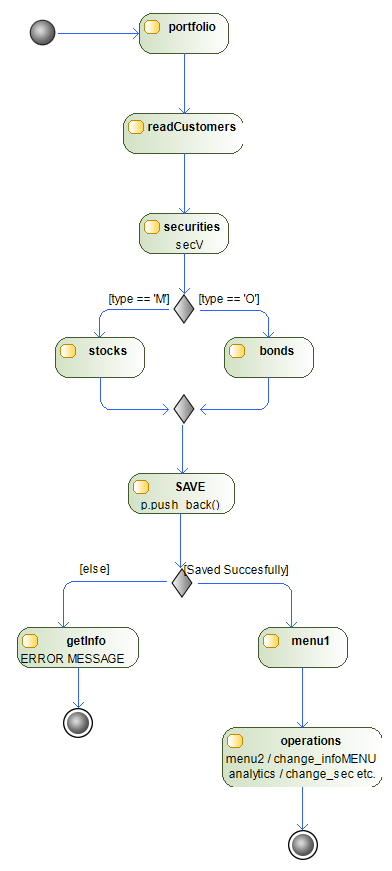 portfolio
readCustomers
securities
secV
[type == 'M']
[type == 'O']
stocks
bonds
SAVE
p.push_back()
[else]
[Saved Succesfully]
getInfo
ERROR MESSAGE
menu1
operations
menu2 / change_infoMENU
analytics / change_sec etc.